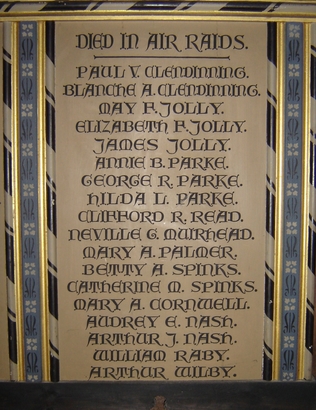 DIED IN AIR RAIDS.
PAUL V. CLENDINNING.
BLANCHE A. CLENDINNING.
MAY F. JOLLY.
ELIZABETH F. JOLLY.
JAMES JOLLY.
ANNIE B. PARKE.
GEORGE R. PARKE.
HILDA L. PARKE.
CLIFFORD R. READ.
NEVILLE G. MUIRHEAD.
MARY A. PALMER.
BETTY A. SPINKS.
CATHERINE M. SPINKS.
MARY A. CORNWELL.
AUDREY E. NASH.
ARTHUR J. NASH.
WILLIAM RABY.
ARTHUR WILBY.